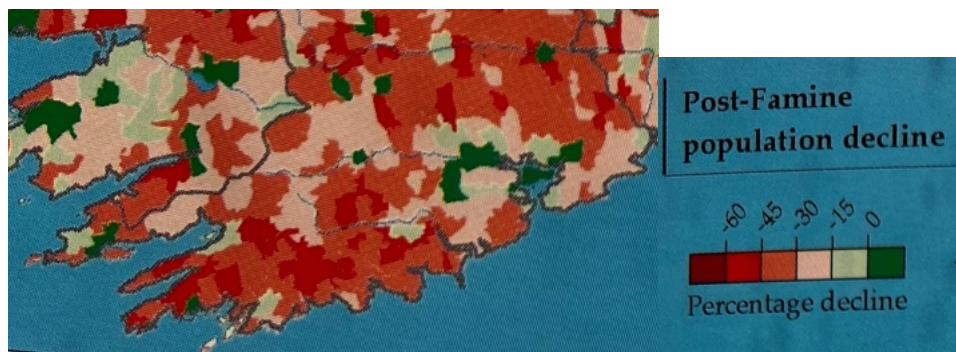 Post-Famine
population decline
-60 -45 -30 -15 0
Percentage decline